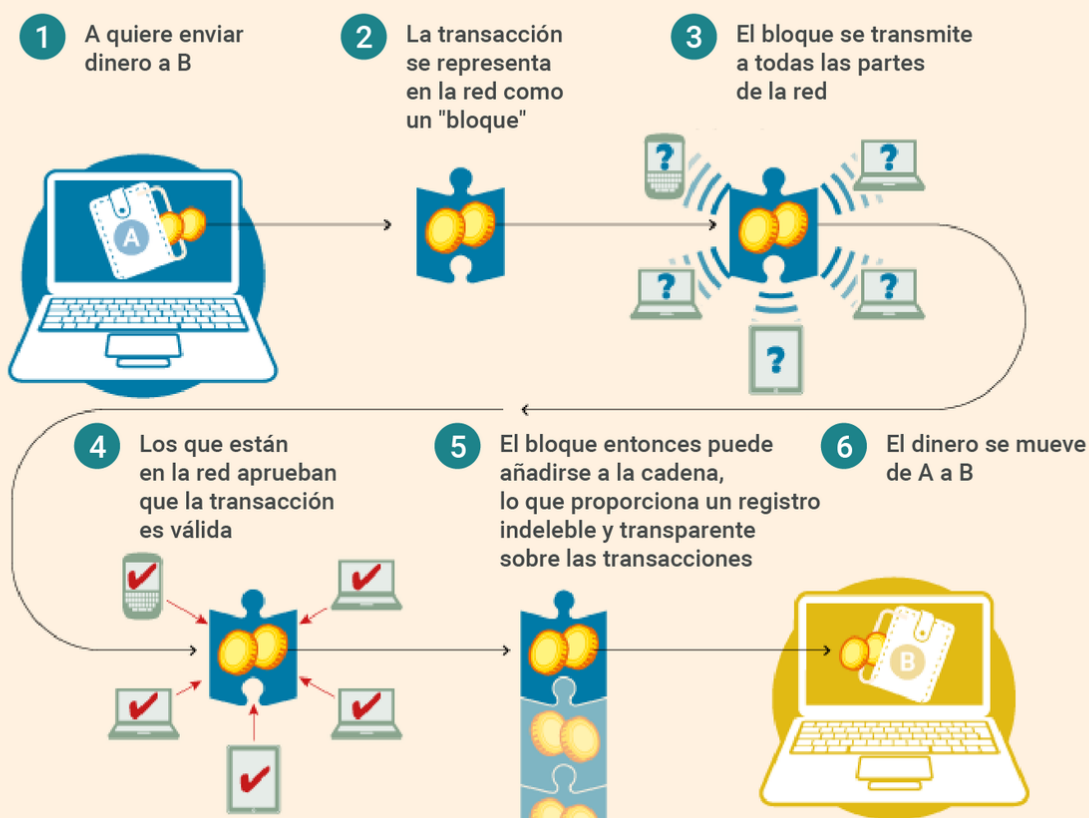 1
A quiere enviar
dinero a B
2
La transacción
se representa
en la red como
un "bloque"
3
El bloque se transmite
a todas las partes
de la red
A
?
?
?
?
?
4
Los que están
en la red aprueban
que la transacción
es válida
5
El bloque entonces puede
añadirse a la cadena,
lo que proporciona un registro
indeleble y transparente
sobre las transacciones
6
El dinero se mueve
de A a B
B